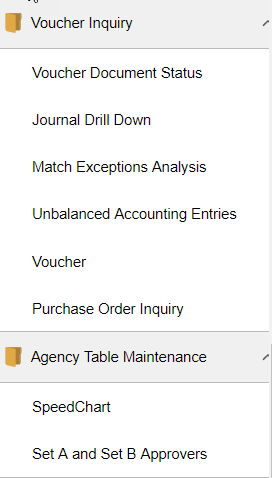 Voucher Inquiry
Voucher Document Status
Journal Drill Down
Match Exceptions Analysis
Unbalanced Accounting Entries
Voucher
Purchase Order Inquiry
Agency Table Maintenance
SpeedChart
Set A and Set B Approvers